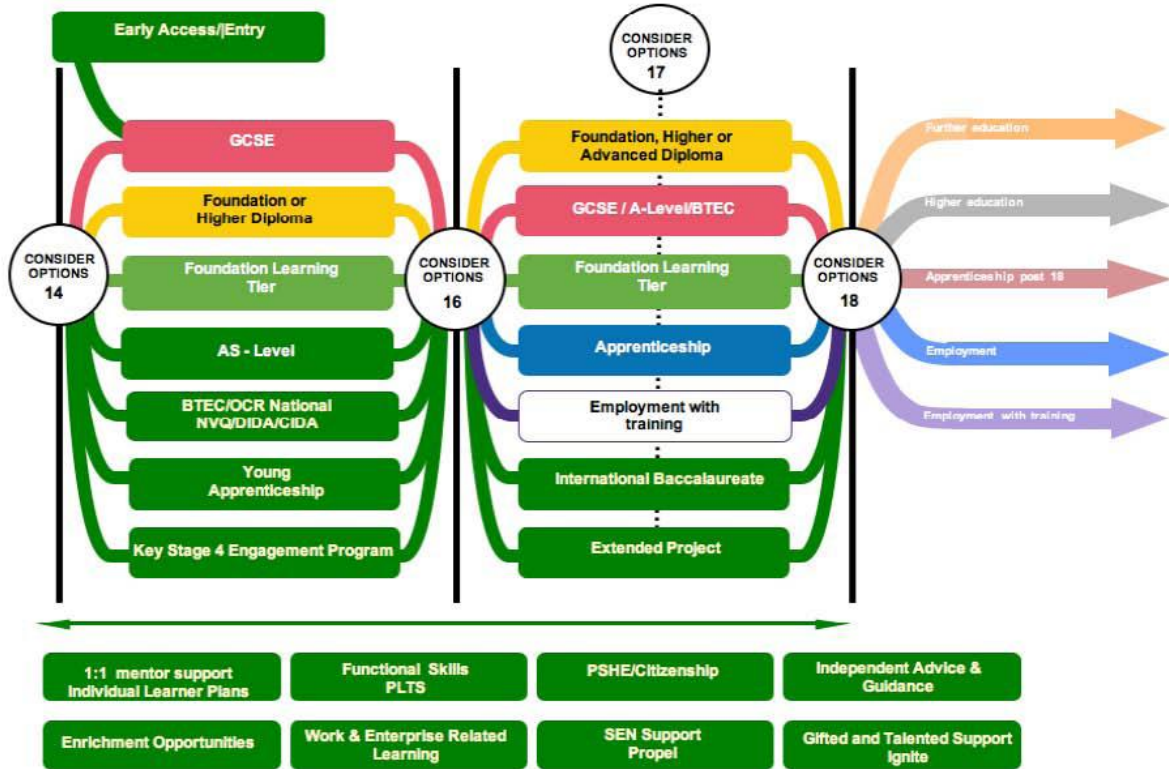 Early Access/|Entry
CONSIDER
OPTIONS
17
GCSE
Foundation or
Higher Diploma
CONSIDER
OPTIONS
14
Foundation Learning
Tier
AS - Level
BTEC/OCR National
NVQ/DIDA/CIDA
Young
Apprenticeship
Key Stage 4 Engagement Program
CONSIDER
OPTIONS
16
Foundation, Higher or
Advanced Diploma
GCSE / A-Level/BTEC
Foundation Learning
Tier
Apprenticeship
Employment with
training
International Baccalaureate
Extended Project
CONSIDER
OPTIONS
18
Further education
Higher education
Apprenticeship post 18
Employment
Employment with training
1:1 mentor support
Individual Learner Plans
Functional Skills
PLTS
PSHE/Citizenship
Independent Advice &
Guidance
Enrichment Opportunities
Work & Enterprise Related
Learning
SEN Support
Propel
Gifted and Talented Support
Ignite